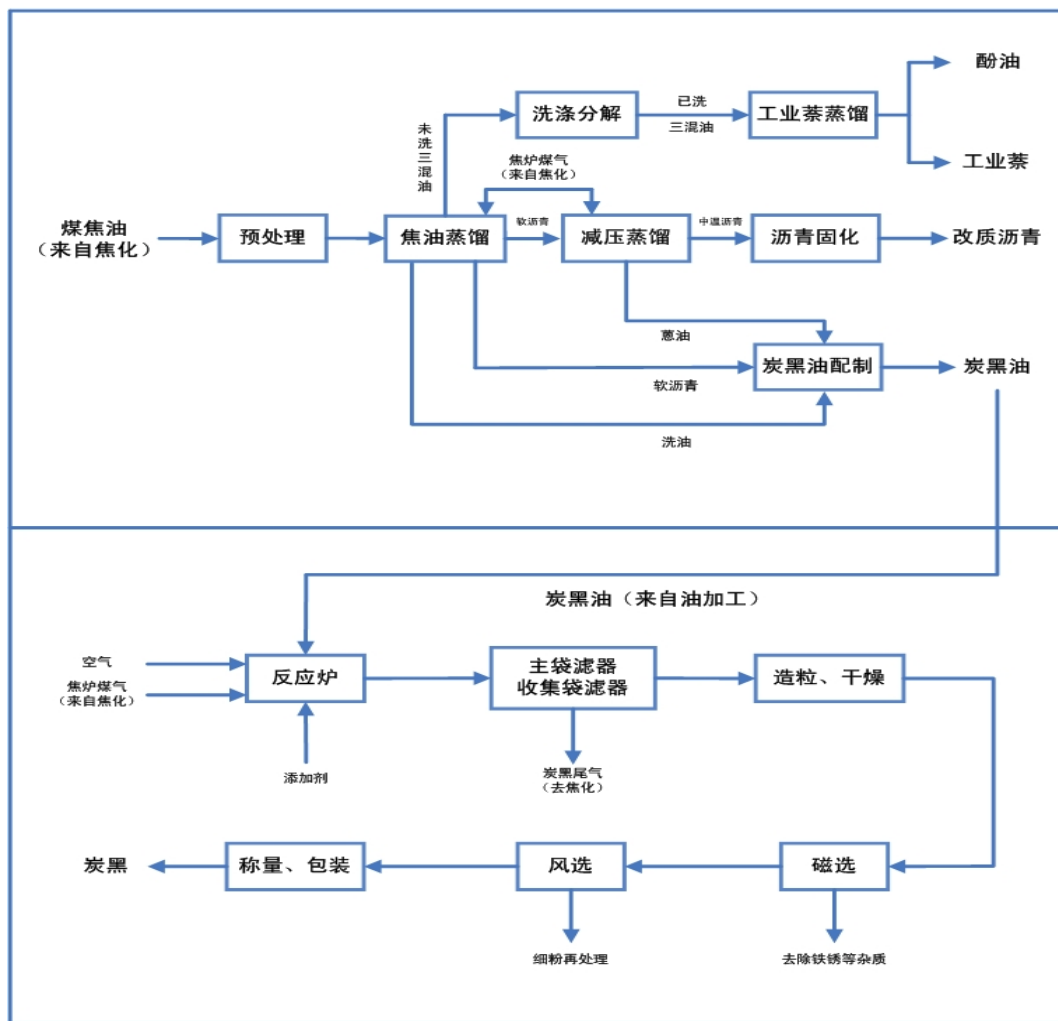 酚油
洗涤分解
已洗
三混油
工业萘蒸馏
未洗三混油
焦炉煤气
（来自焦化）
工业萘
煤焦油
（来自焦化）
预处理
焦油蒸馏
软沥青
减压蒸馏
中温沥青
沥青固化
改质沥青
蒽油
炭黑油配制
炭黑油
软沥青
洗油
炭黑油（来自油加工）
空气
焦炉煤气
（来自焦化）
反应炉
主袋滤器
收集袋滤器
造粒、干燥
添加剂
炭黑尾气
（去焦化）
炭黑
称量、包装
风选
磁选
细粉再处理
去除铁锈等杂质